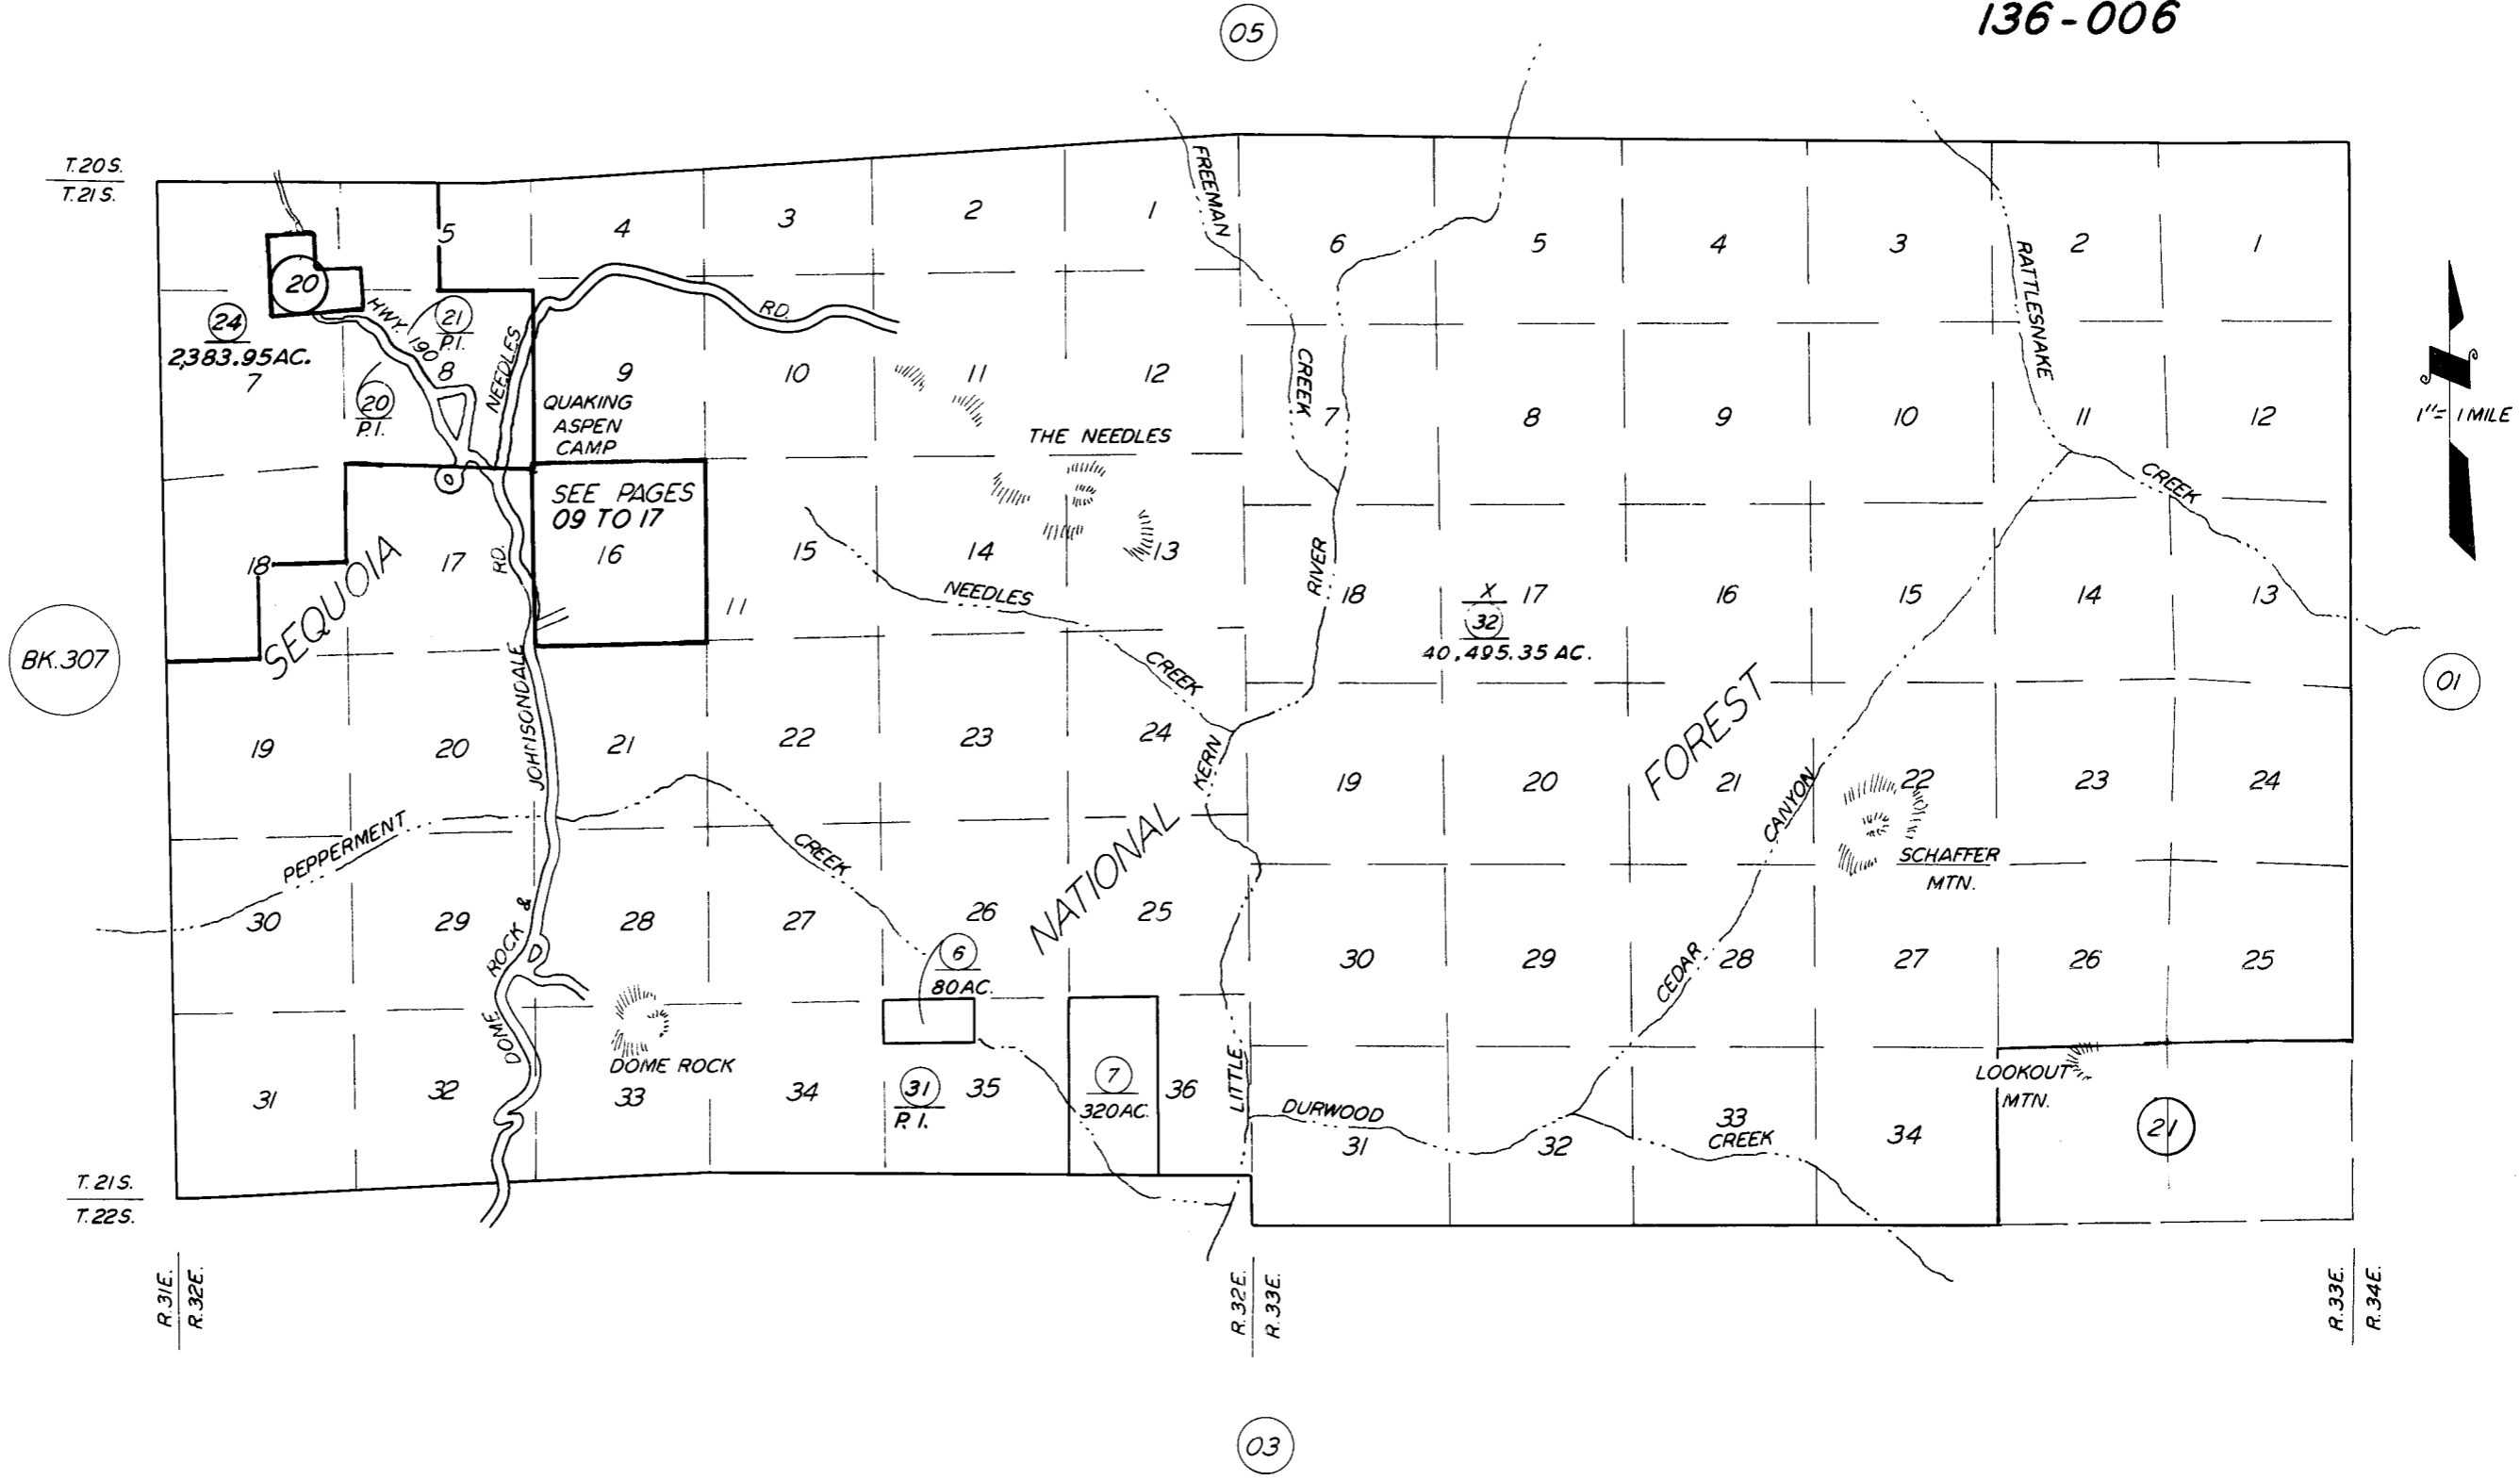 136-006
05
T.20S.
T.21S.
5
4
3
2
1
FREEMAN
CREEK
6
5
4
3
2
1
RATTLESNAKE
CREEK
20
24
2,383.95AC.
7
HWY. 190
21
P.I.
8
20
P.I.
NEEDLES
RD.
9
10
11
12
QUAKING
ASPEN
CAMP
THE NEEDLES
7
8
9
10
11
12
1"= 1 MILE
SEE PAGES
09 TO 17
18
17
RD.
16
15
14
13
11
NEEDLES
CREEK
RIVER
18
X
32
40,495.35 AC.
17
16
15
14
13
BK.307
01
SEQUOIA
NATIONAL
FOREST
JOHNSONDALE
19
20
21
22
23
24
KERN
19
20
21
22
23
24
CANYON
SCHAFFER
MTN.
PEPPERMENT
CREEK
30
29
28
27
26
25
30
29
28
27
26
25
CEDAR
ROCK &
DOME
6
80AC.
DOME ROCK
31
32
33
34
31
P.I.
35
7
320AC.
36
LITTLE
DURWOOD
CREEK
31
32
33
34
LOOKOUT
MTN.
21
T.21S.
T.22S.
R.31E.
R.32E.
R.32E.
R.33E.
R.33E.
R.34E.
03